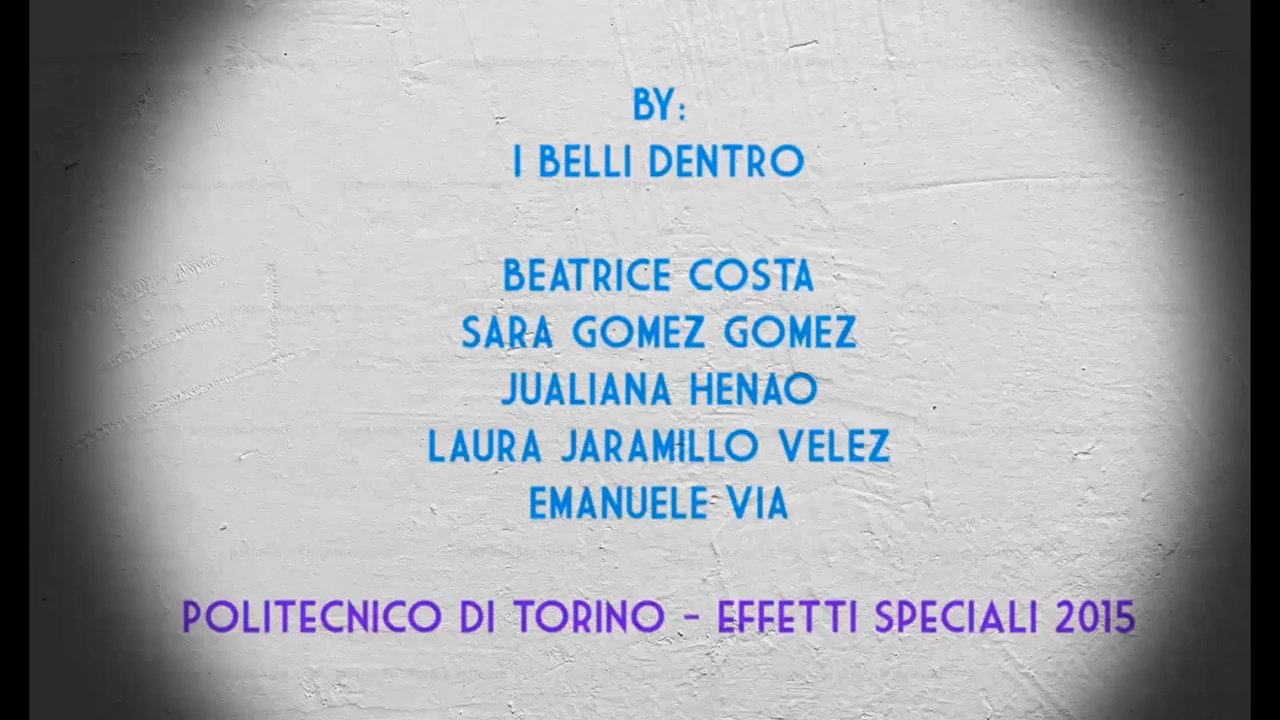 BY:
I BELLI DENTRO
BEATRICE COSTA
SARA GOMEZ GOMEZ
JUALIANA HENAO
LAURA JARAMILLO VELEZ
EMANUELE VIA
POLITECNICO DI TORINO - EFFETTI SPECIALI 2015